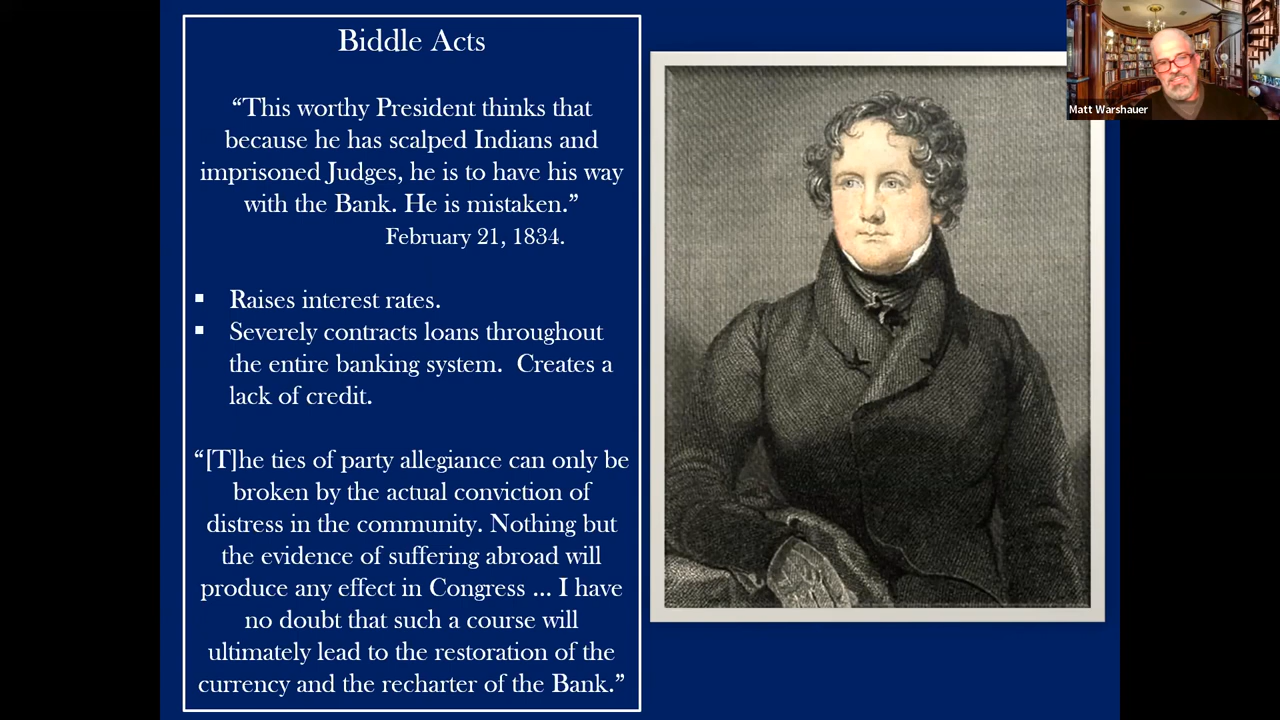 Biddle Acts
“This worthy President thinks that
because he has scalped Indians and
imprisoned Judges, he is to have his way
with the Bank. He is mistaken.”
February 21, 1834.
▪ Raises interest rates.
▪ Severely contracts loans throughout
the entire banking system.  Creates a
lack of credit.
“[T]he ties of party allegiance can only be
broken by the actual conviction of
distress in the community. Nothing but
the evidence of suffering abroad will
produce any effect in Congress ... I have
no doubt that such a course will
ultimately lead to the restoration of the
currency and the recharter of the Bank.”
Matt Warshauer